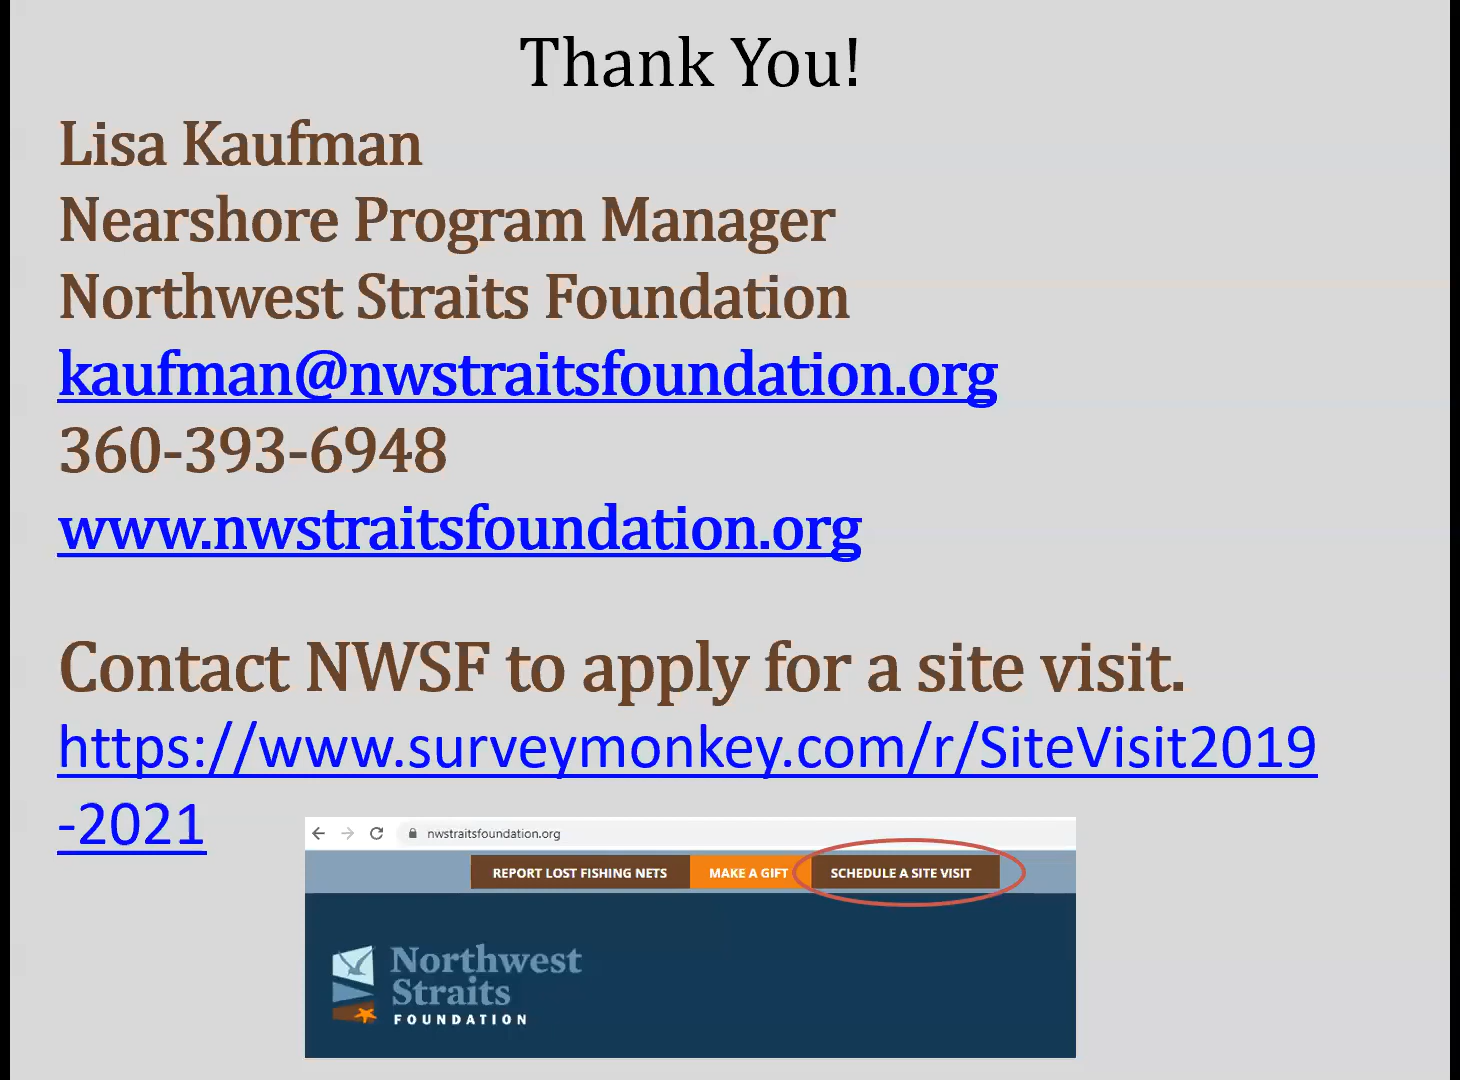 Thank You!
Lisa Kaufman
Nearshore Program Manager
Northwest Straits Foundation
kaufman@nwstraitsfoundation.org
360-393-6948
www.nwstraitsfoundation.org
Contact NWSF to apply for a site visit.
https://www.surveymonkey.com/r/SiteVisit2019
-2021
nwstraitsfoundation.org
REPORT LOST FISHING NETS MAKE A GIFT SCHEDULE A SITE VISIT
Northwest
Straits
FOUNDATION